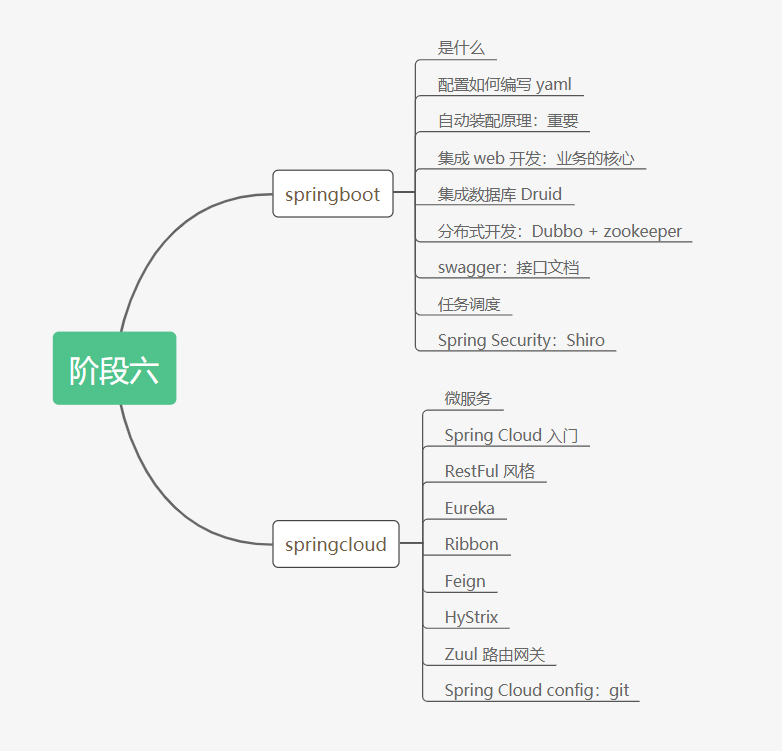 阶段六
springboot
是什么
配置如何编写 yaml
自动装配原理：重要
集成 web 开发：业务的核心
集成数据库 Druid
分布式开发：Dubbo + zookeeper
swagger：接口文档
任务调度
Spring Security：Shiro
springcloud
微服务
Spring Cloud 入门
RestFul 风格
Eureka
Ribbon
Feign
HyStrix
Zuul 路由网关
Spring Cloud config：git